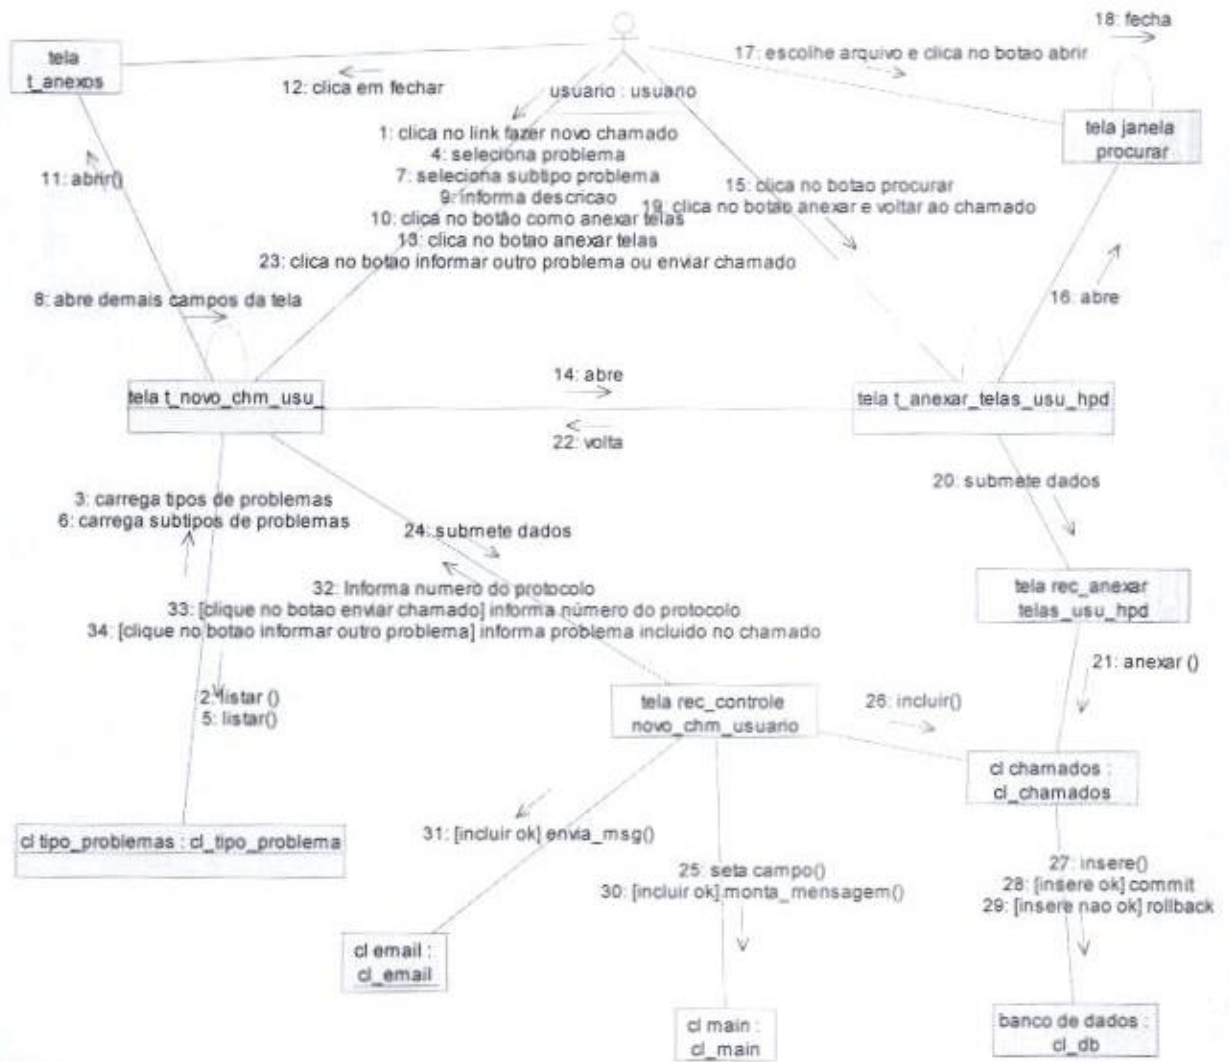 18: fecha
tela
t_anexos
17: escolhe arquivo e clica no botao abrir
12: clica em fechar
usuario : usuario
tela janela
procurar
1: clica no link fazer novo chamado
4: seleciona problema
7: seleciona subtipo problema
9: informa descricao
10: clica no botão como anexar telas
13: clica no botao anexar telas
23: clica no botao informar outro problema ou enviar chamado
11: abrir()
15: clica no botao procurar
19: clica no botao anexar e voltar ao chamado
8: abre demais campos da tela
16: abre
14: abre
tela t_novo_chm_usu_
tela t_anexar_telas_usu_hpd
22: volta
20: submete dados
3: carrega tipos de problemas
6: carrega subtipos de problemas
24: submete dados
tela rec_anexar
telas_usu_hpd
32: Informa numero do protocolo
33: [clique no botao enviar chamado] informa número do protocolo
34: [clique no botao informar outro problema] informa problema incluido no chamado
21: anexar ()
2: listar ()
5: listar()
tela rec_controle
novo_chm_usuario
26: incluir()
cl chamados :
cl_chamados
cl tipo_problemas : cl_tipo_problema
31: [incluir ok] envia_msg()
25: seta campo()
30: [incluir ok] monta_mensagem()
27: insere()
28: [insere ok] commit
29: [insere nao ok] rollback
cl email :
cl_email
cl main :
cl_main
banco de dados :
cl_db